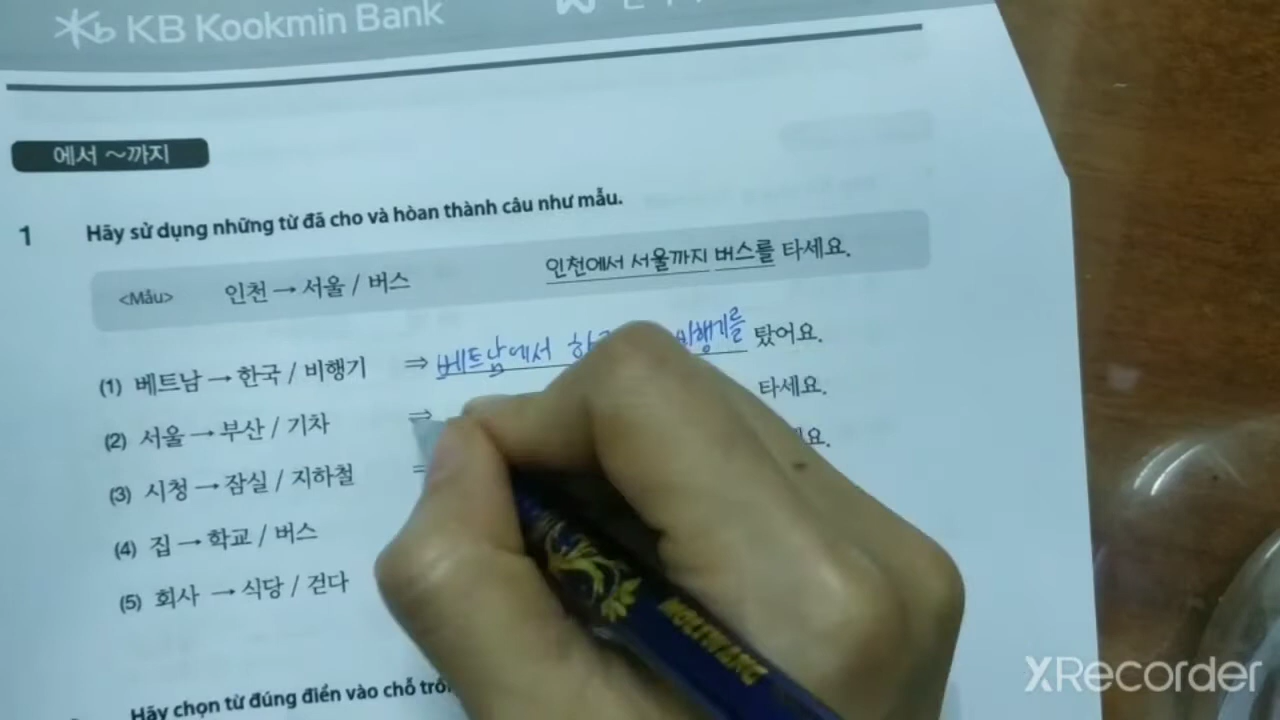 KB Kookmin Bank
에서 ~까지
1 Hãy sử dụng những từ đã cho và hòan thành câu như mẫu.
<Mẫu> 인천 → 서울 / 버스 인천에서 서울까지 버스를 타세요.
(1) 베트남 → 한국 / 비행기 ⇒ 베트남에서 비행기를 탔어요.
(2) 서울 → 부산 / 기차 ⇒ 타세요.
(3) 시청 → 잠실 / 지하철
(4) 집 → 학교 / 버스
(5) 회사 → 식당 / 걷다
Hãy chọn từ đúng điền vào chỗ
XRecorder